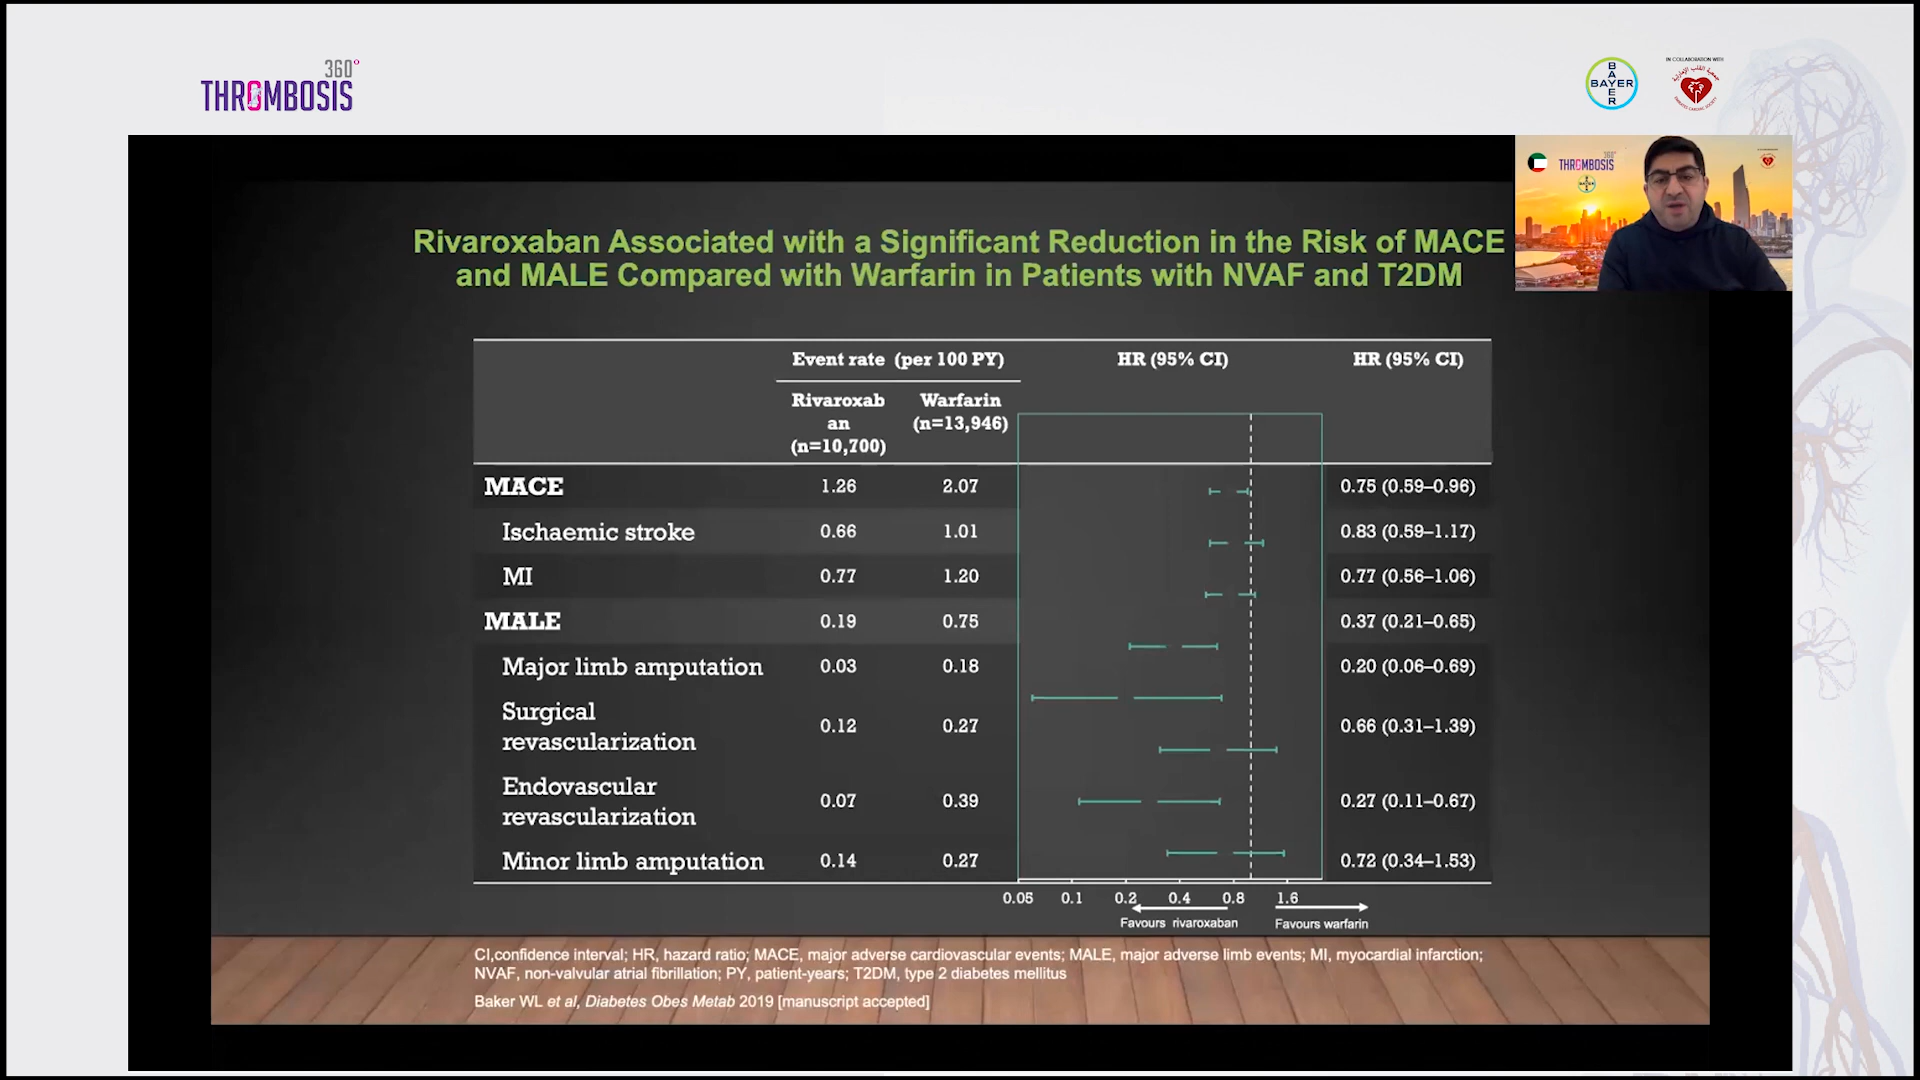 360°
THROMBOSIS
BAYER
BAYER
IN COLLABORATION WITH
جمعية القلب الإماراتية
EMIRATES CARDIAC SOCIETY
THROMBOSIS
Rivaroxaban Associated with a Significant Reduction in the Risk of MACE
and MALE Compared with Warfarin in Patients with NVAF and T2DM
Event rate (per 100 PY) HR (95% CI) HR (95% CI)
Rivaroxab Warfarin
an (n=13,946)
(n=10,700)
MACE 1.26 2.07 0.75 (0.59–0.96)
Ischaemic stroke 0.66 1.01 0.83 (0.59–1.17)
MI 0.77 1.20 0.77 (0.56–1.06)
MALE 0.19 0.75 0.37 (0.21–0.65)
Major limb amputation 0.03 0.18 0.20 (0.06–0.69)
Surgical
revascularization 0.12 0.27 0.66 (0.31–1.39)
Endovascular
revascularization 0.07 0.39 0.27 (0.11–0.67)
Minor limb amputation 0.14 0.27 0.72 (0.34–1.53)
0.05 0.1 0.2 0.4 0.8 1.6
Favours rivaroxaban Favours warfarin
CI,confidence interval; HR, hazard ratio; MACE, major adverse cardiovascular events; MALE, major adverse limb events; MI, myocardial infarction;
NVAF, non-valvular atrial fibrillation; PY, patient-years; T2DM, type 2 diabetes mellitus
Baker WL et al, Diabetes Obes Metab 2019 [manuscript accepted]